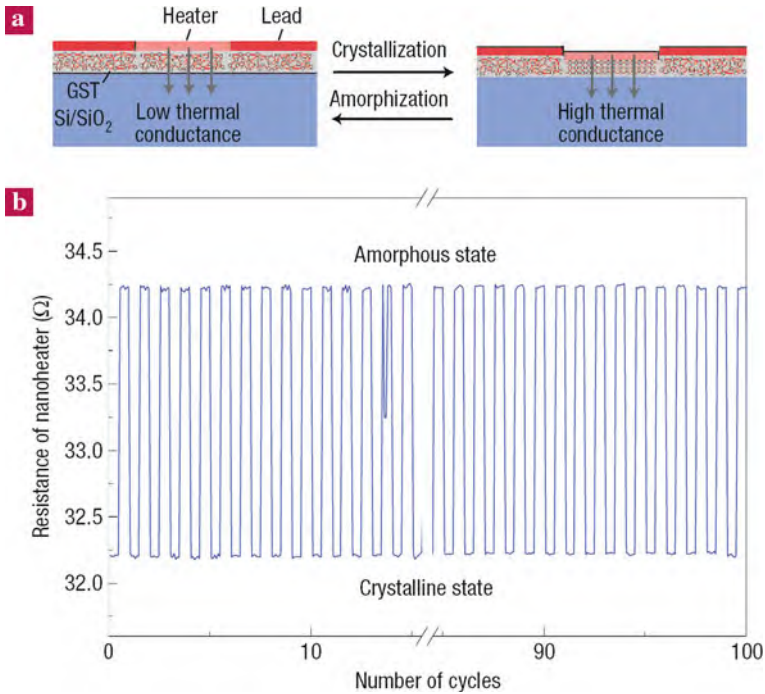 a
Heater Lead
Crystallization
Amorphization
GST
Si/SiO2
Low thermal
conductance
High thermal
conductance
b
34.5
34.0
33.5
33.0
32.5
32.0
Resistance of nanoheater (Ω)
Amorphous state
Crystalline state
0 10 90 100
Number of cycles